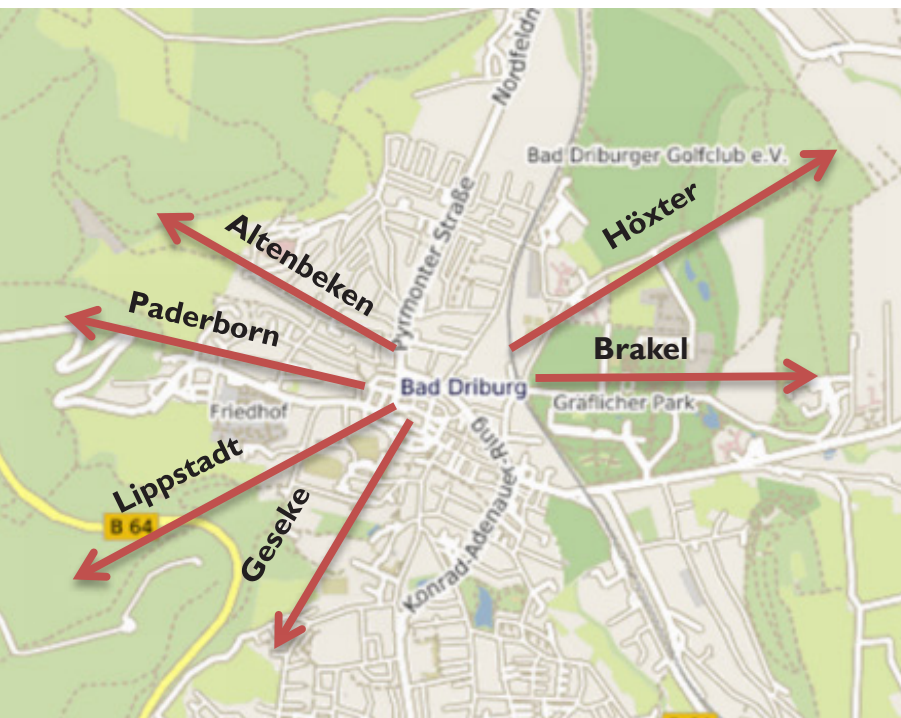 Nordfeldm
Bad Driburger Golfclub e.V.
Höxter
Altenbeken
Pyrmonter Straße
Paderborn
Brakel
Bad Driburg
Gräflicher Park
Friedhof
Lippstadt
Ring
B 64
Geseke
Konrad-Adenauer-Ring